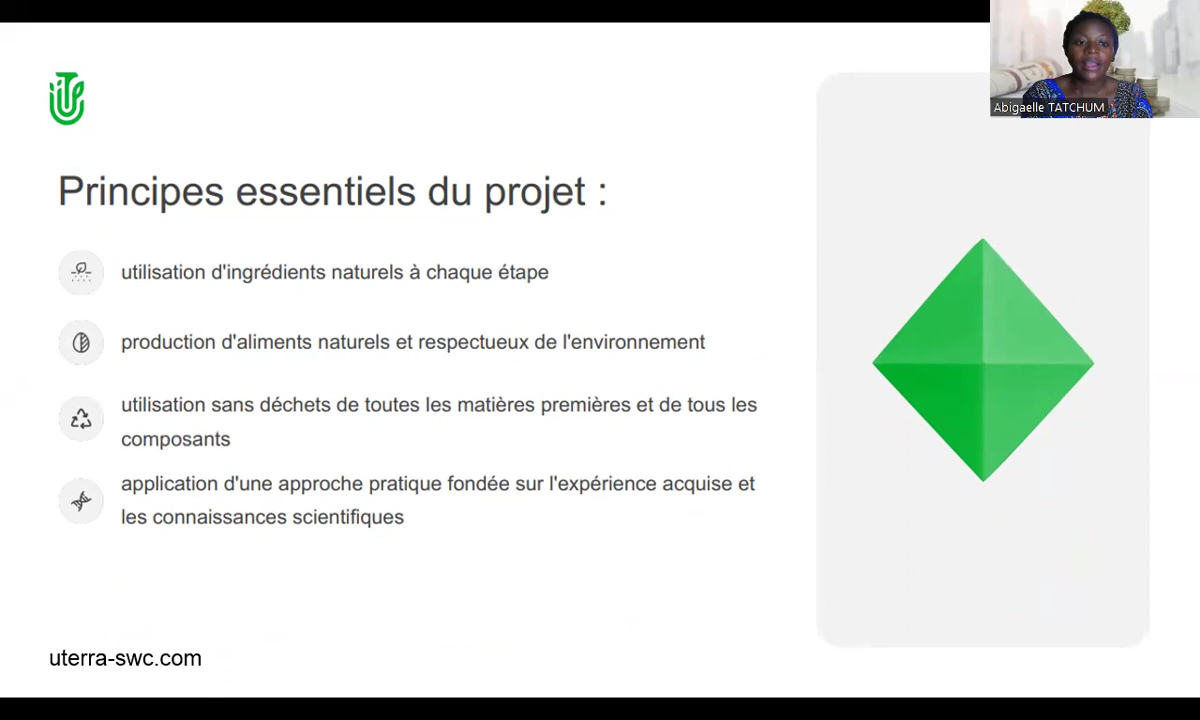 Abigaelle TATCHUM
Principes essentiels du projet :
utilisation d'ingrédients naturels à chaque étape
production d'aliments naturels et respectueux de l'environnement
utilisation sans déchets de toutes les matières premières et de tous les
composants
application d'une approche pratique fondée sur l'expérience acquise et
les connaissances scientifiques
uterra-swc.com